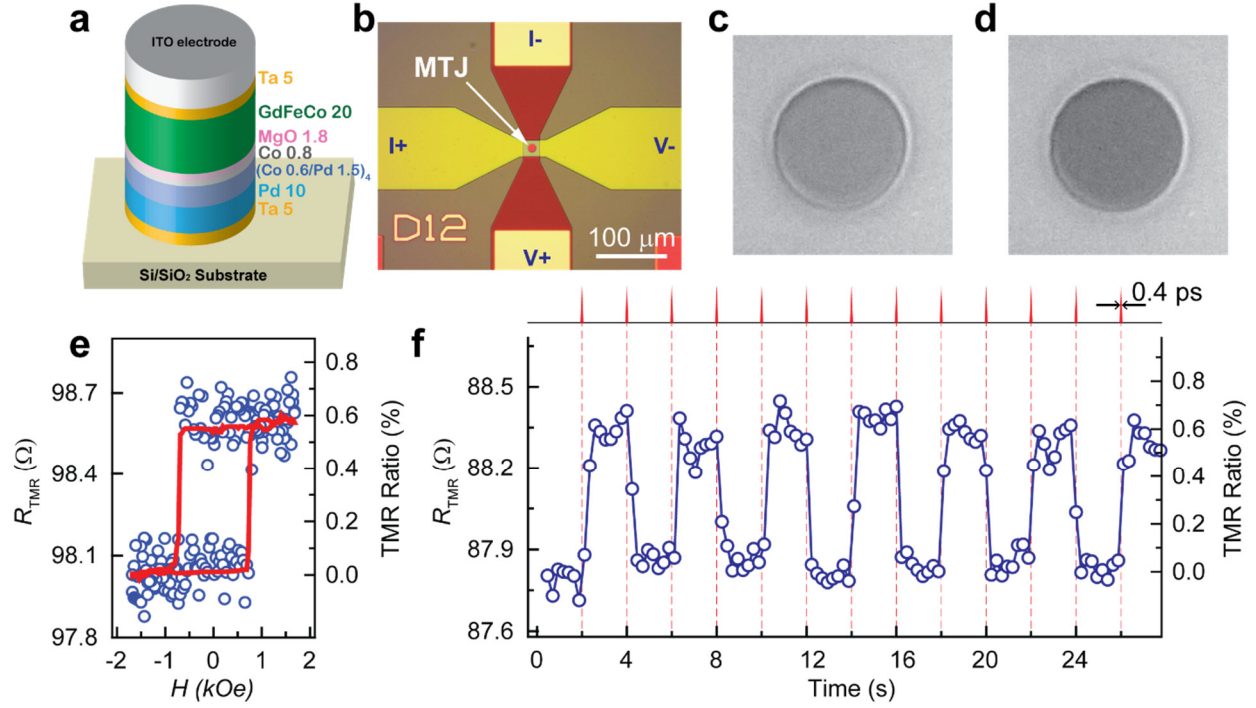 a
ITO electrode
Ta 5
GdFeCo 20
MgO 1.8
Co 0.8
(Co 0.6/Pd 1.5)₄
Pd 10
Ta 5
Si/SiO₂ Substrate
b
I-
MTJ
I+
V-
D12
100 μm
V+
c
d
0.4 ps
e
98.7
98.4
98.1
97.8
R_TMR (Ω)
0.8
0.6
0.4
0.2
0.0
TMR Ratio (%)
-2 -1 0 1 2
H (kOe)
f
88.5
88.2
87.9
87.6
R_TMR (Ω)
0.8
0.6
0.4
0.2
0.0
TMR Ratio (%)
0 4 8 12 16 20 24
Time (s)